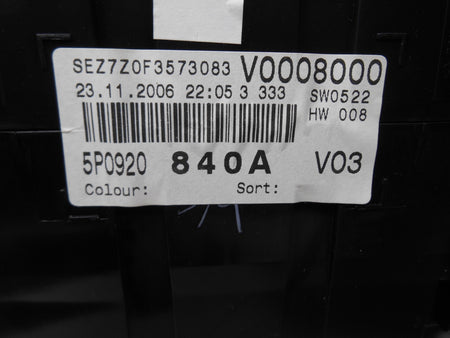 SEZ7Z0F3573083 V0008000
23.11.2006 22:05 3 333 SW0522
HW 008
5P0920 840A V03
Colour: Sort: